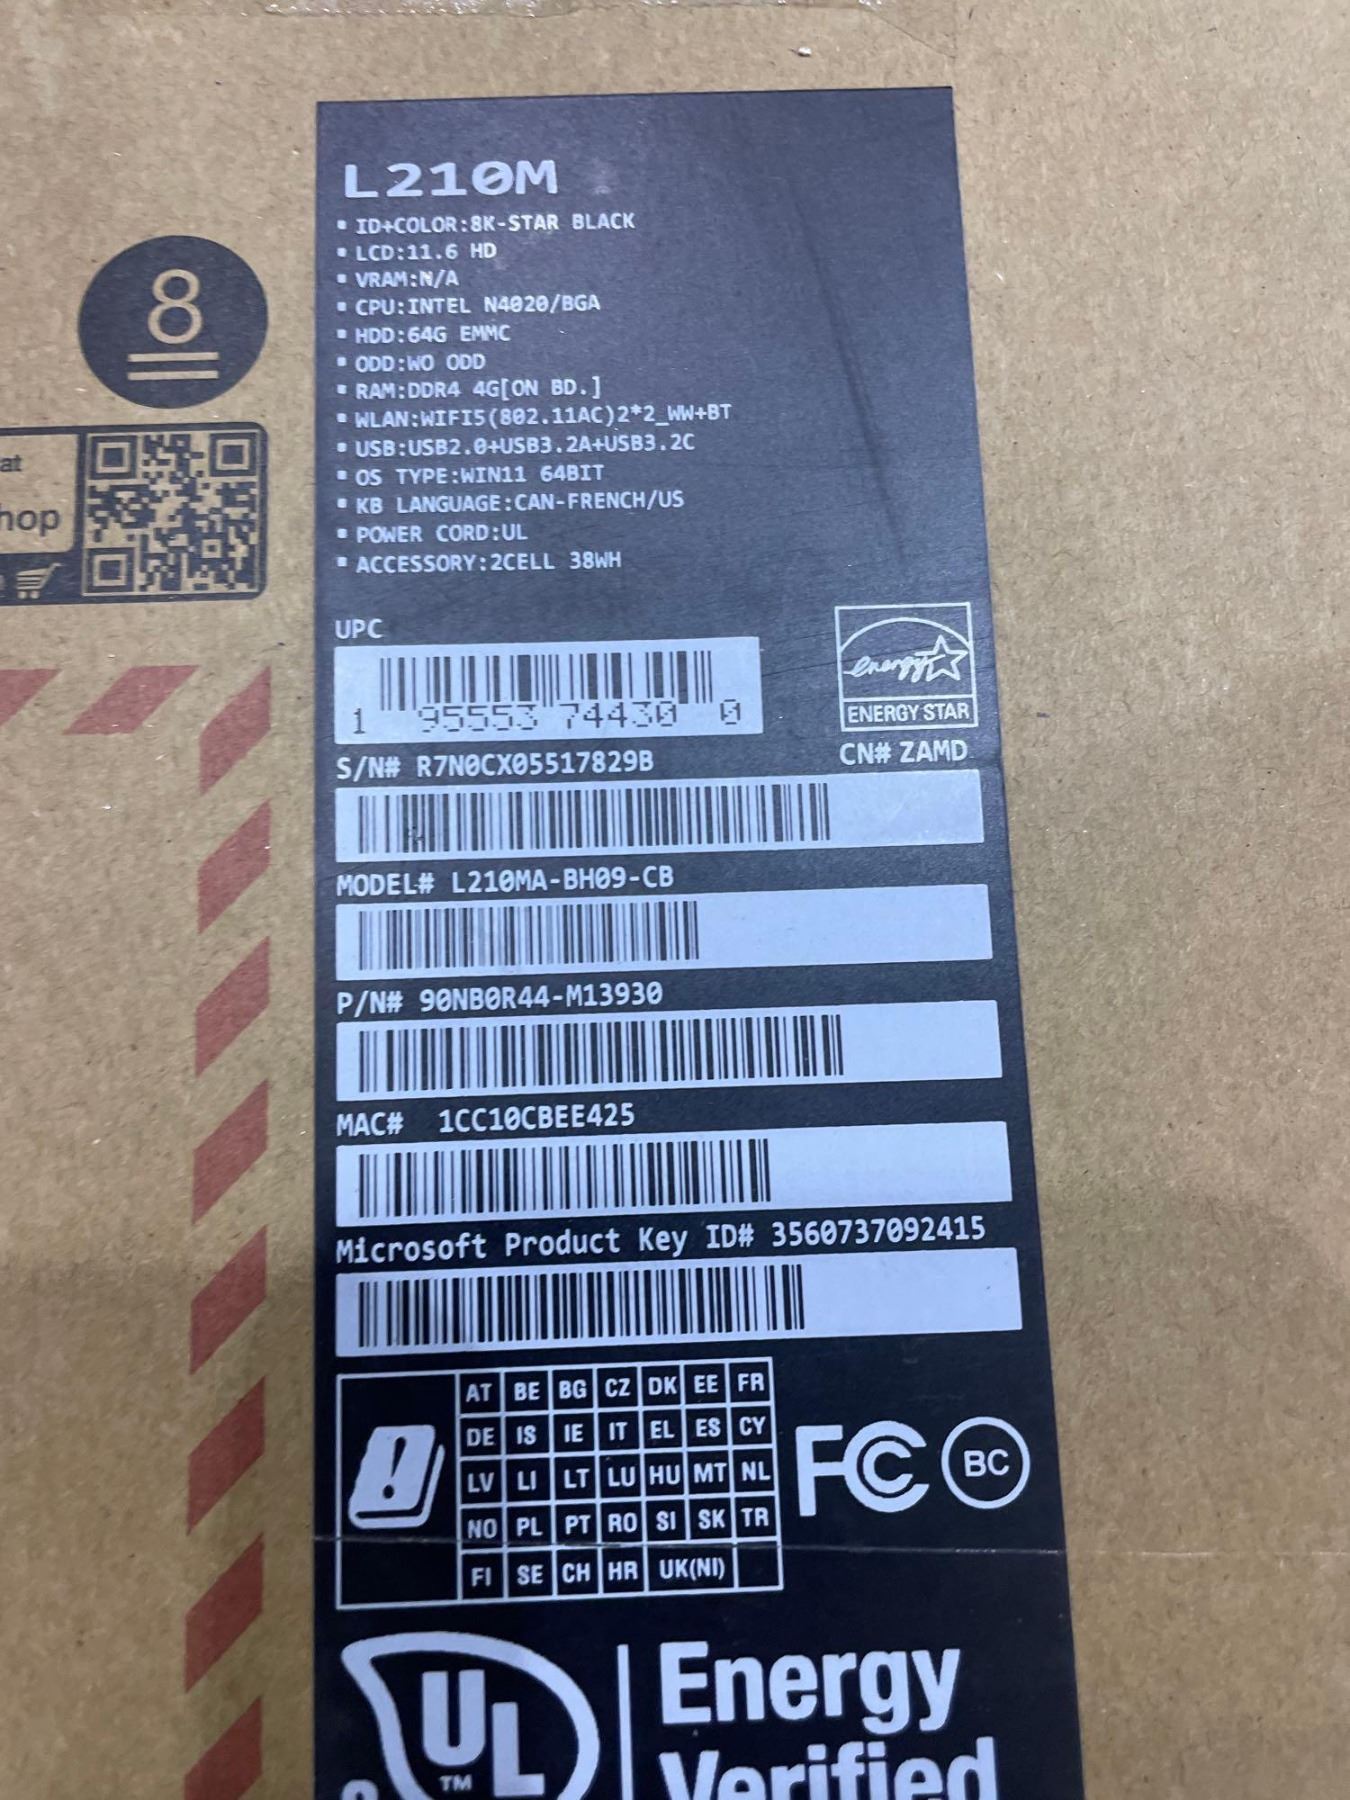 L210M
▪ ID+COLOR:8K-STAR BLACK
▪ LCD:11.6 HD
▪ VRAM:N/A
▪ CPU:INTEL N4020/BGA
▪ HDD:64G EMMC
▪ ODD:WO ODD
▪ RAM:DDR4 4G[ON BD.]
▪ WLAN:WIFI5(802.11AC)2*2_WW+BT
▪ USB:USB2.0+USB3.2A+USB3.2C
▪ OS TYPE:WIN11 64BIT
▪ KB LANGUAGE:CAN-FRENCH/US
▪ POWER CORD:UL
▪ ACCESSORY:2CELL 38WH
8
at
hop
UPC
1 95553 74430 0
energy
ENERGY STAR
S/N# R7N0CX05517829B
CN# ZAMD
MODEL# L210MA-BH09-CB
P/N# 90NB0R44-M13930
MAC# 1CC10CBEE425
Microsoft Product Key ID# 3560737092415
AT BE BG CZ DK EE FR
DE IS IE IT EL ES CY
LV LI LT LU HU MT NL
NO PL PT RO SI SK TR
FI SE CH HR UK(NI)
!
FC
BC
UL
TM
Energy
Verified